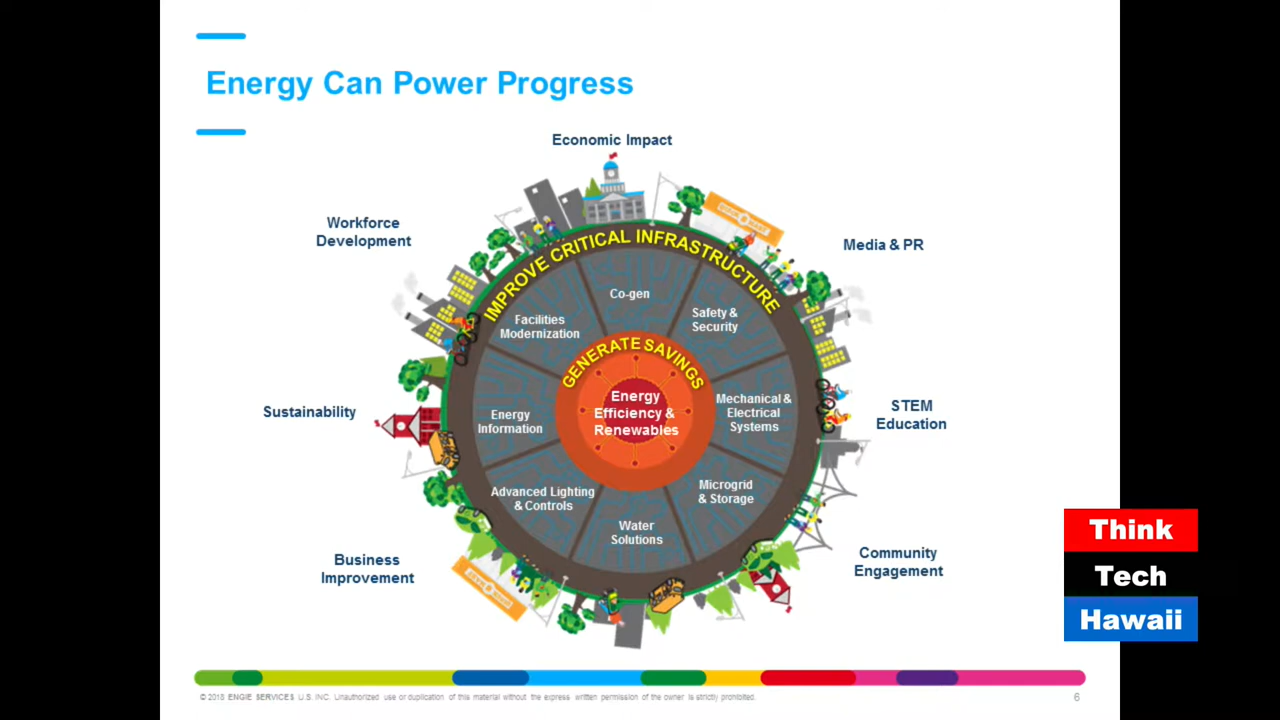 Energy Can Power Progress
Economic Impact
Workforce
Development
Media & PR
IMPROVE CRITICAL INFRASTRUCTURE
Co-gen
Facilities
Modernization
Safety &
Security
GENERATE SAVINGS
Energy
Efficiency &
Renewables
Mechanical &
Electrical
Systems
Energy
Information
Sustainability
STEM
Education
Advanced Lighting
& Controls
Microgrid
& Storage
Water
Solutions
Business
Improvement
Community
Engagement
Think
Tech
Hawaii
© 2018 ENGIE SERVICES U.S. INC. Unauthorized use or duplication of this material without the express written permission of the owner is strictly prohibited.
6